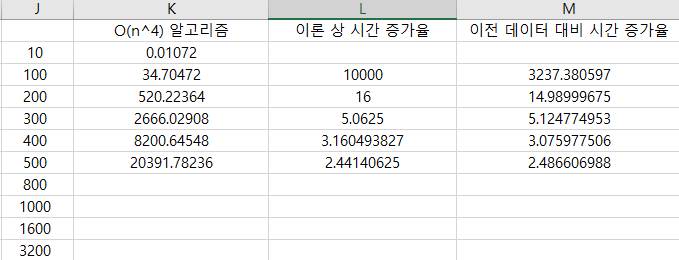 J K L M
O(n^4) 알고리즘 이론 상 시간 증가율 이전 데이터 대비 시간 증가율
10 0.01072
100 34.70472 10000 3237.380597
200 520.22364 16 14.98999675
300 2666.02908 5.0625 5.124774953
400 8200.64548 3.160493827 3.075977506
500 20391.78236 2.44140625 2.486606988
800
1000
1600
3200